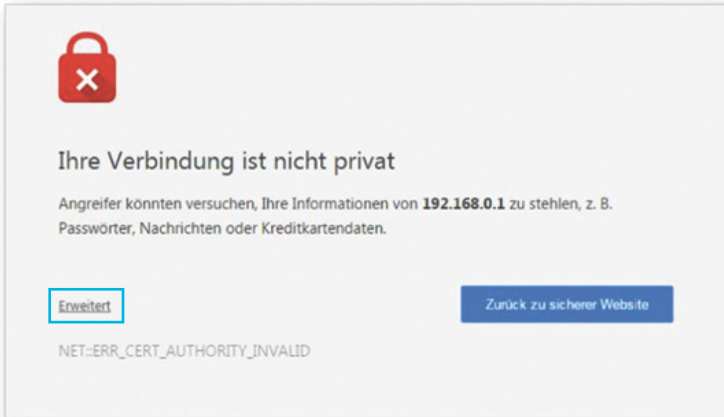 Ihre Verbindung ist nicht privat
Angreifer könnten versuchen, Ihre Informationen von 192.168.0.1 zu stehlen, z. B.
Passwörter, Nachrichten oder Kreditkartendaten.
Erweitert
Zurück zu sicherer Website
NET::ERR_CERT_AUTHORITY_INVALID